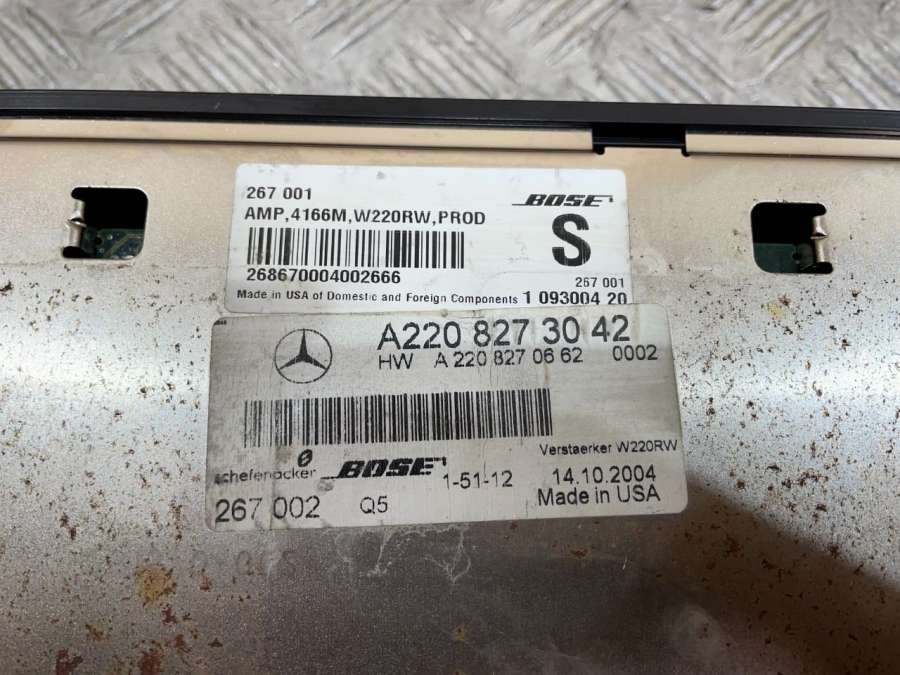 267 001
BOSE
AMP,4166M,W220RW,PROD
S
268670004002666
267 001
Made in USA of Domestic and Foreign Components 1 093004 20
A220 827 30 42
HW A 220 827 06 62 0002
Verstaerker W220RW
schefenacker BOSE 1-51-12 14.10.2004
267 002 Q5 Made in USA